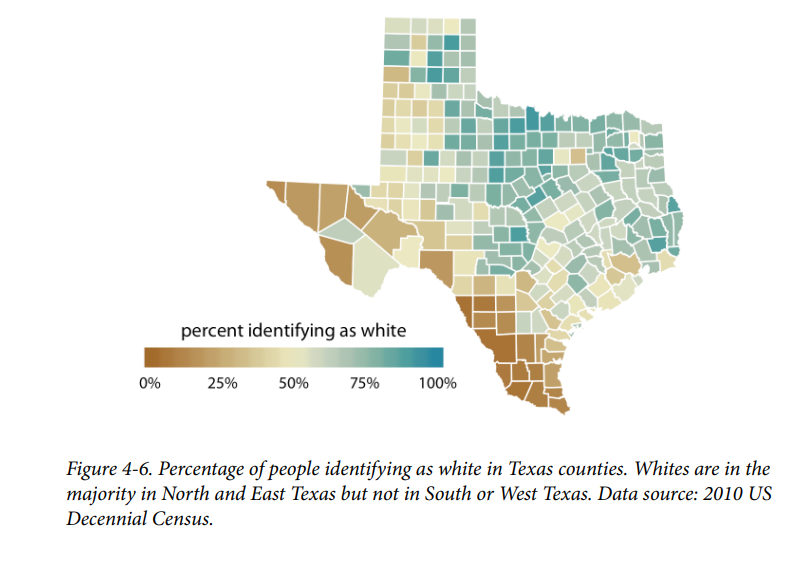 percent identifying as white
0% 25% 50% 75% 100%
Figure 4-6. Percentage of people identifying as white in Texas counties. Whites are in the
majority in North and East Texas but not in South or West Texas. Data source: 2010 US
Decennial Census.